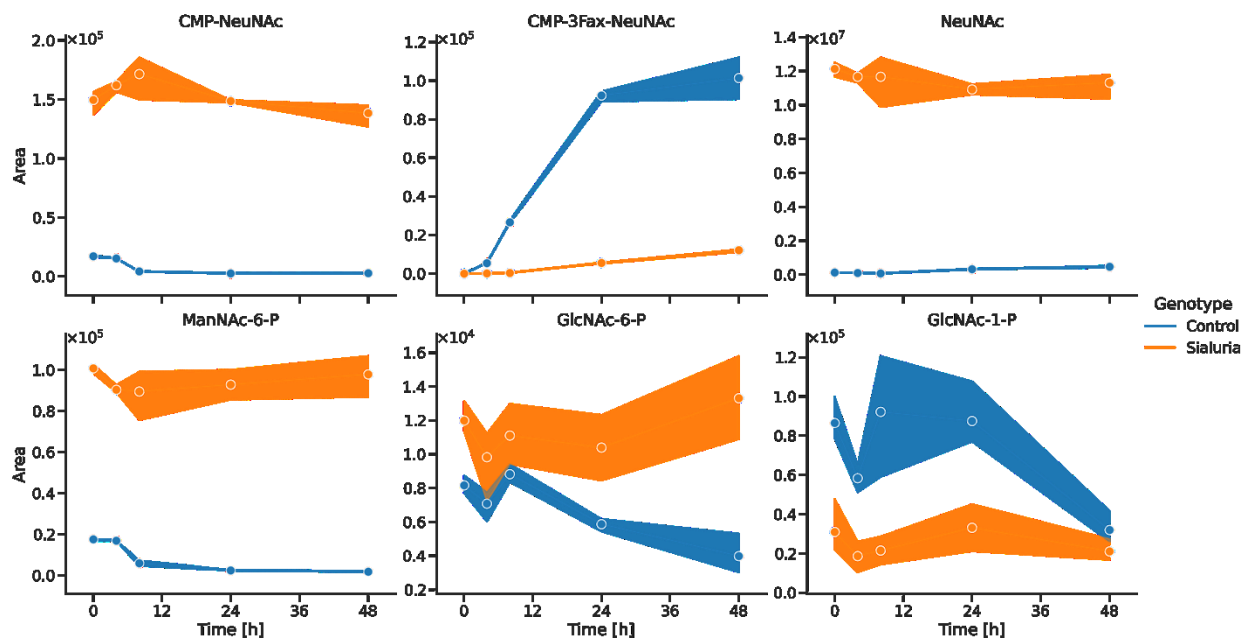 CMP-NeuNAc
CMP-3Fax-NeuNAc
NeuNAc
×10⁵
×10⁵
×10⁷
2.0
1.5
1.0
0.5
0.0
Area
1.2
1.0
0.8
0.6
0.4
0.2
0.0
1.4
1.2
1.0
0.8
0.6
0.4
0.2
0.0
ManNAc-6-P
GlcNAc-6-P
GlcNAc-1-P
×10⁵
×10⁴
×10⁵
1.0
0.8
0.6
0.4
0.2
0.0
Area
1.6
1.4
1.2
1.0
0.8
0.6
0.4
0.2
1.2
1.0
0.8
0.6
0.4
0.2
0.0
0 12 24 36 48
0 12 24 36 48
0 12 24 36 48
Time [h]
Time [h]
Time [h]
Genotype
Control
Sialuria